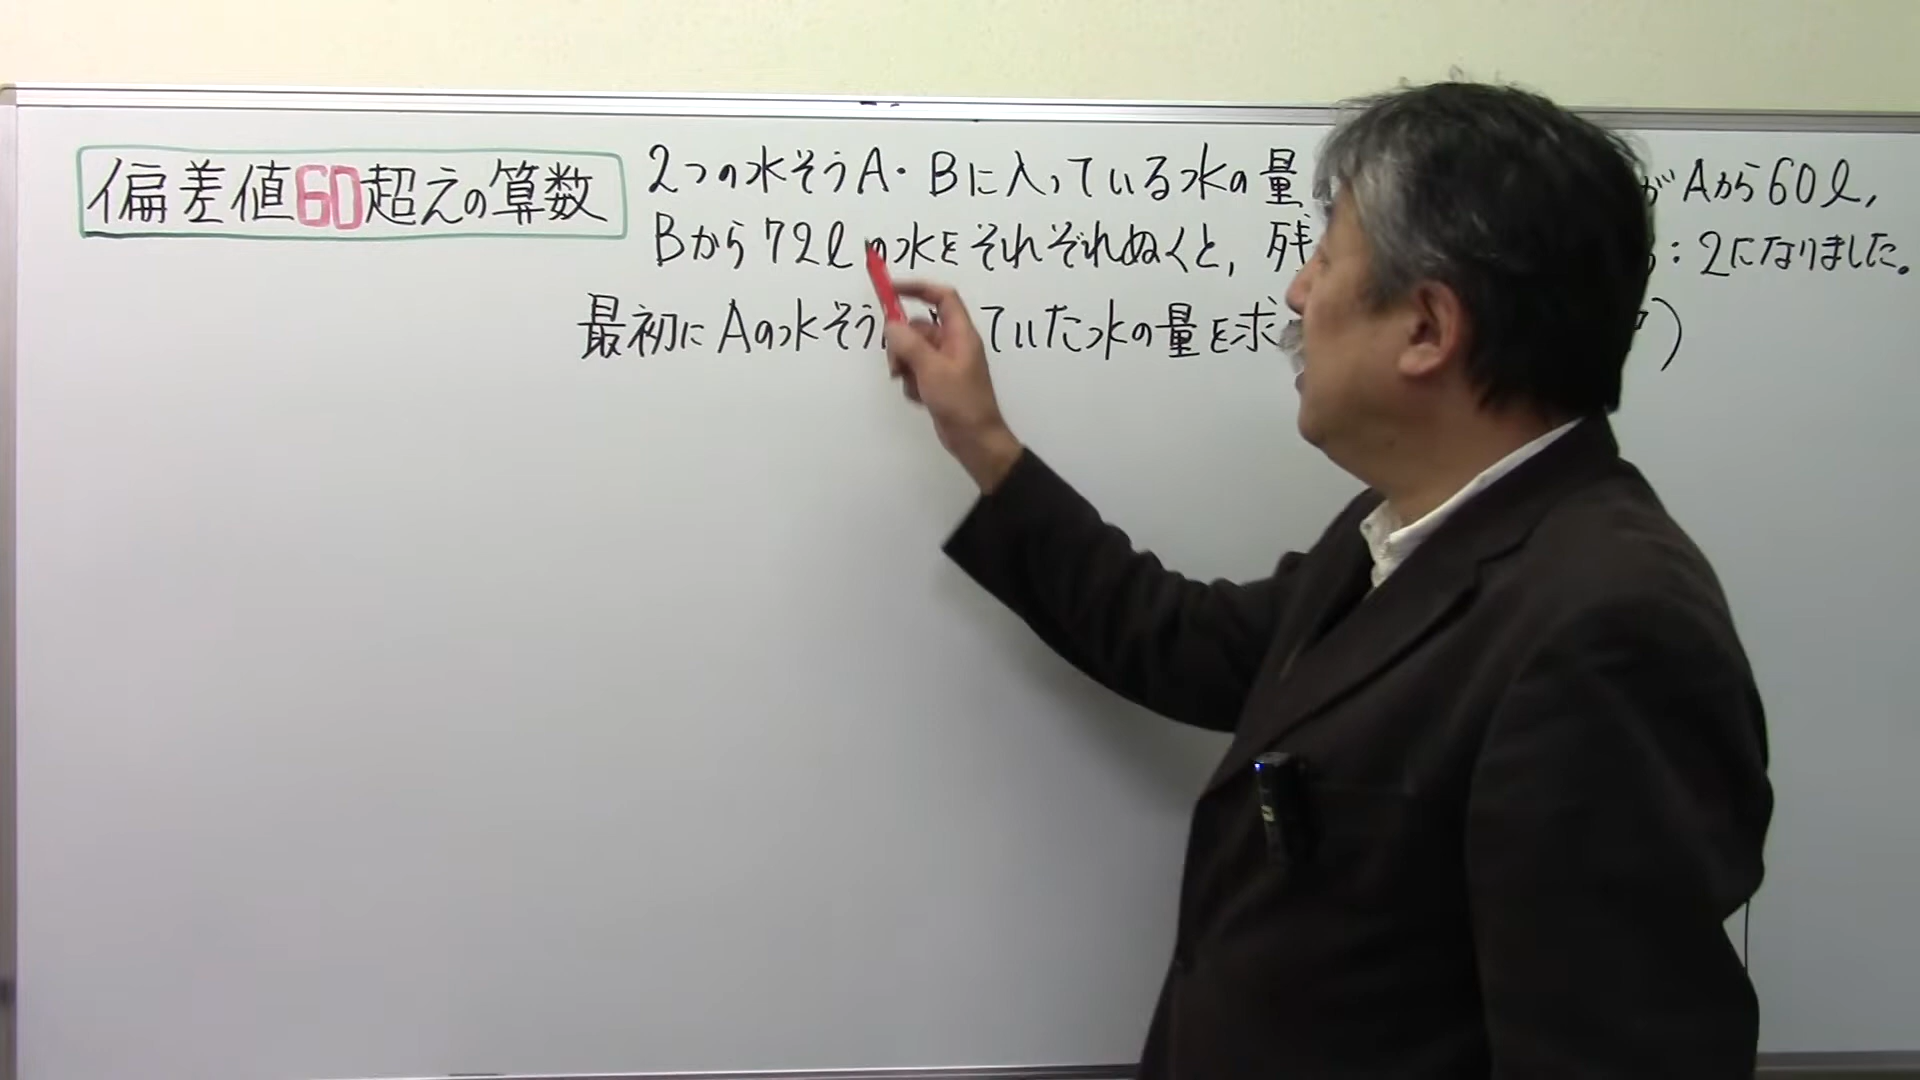 偏差値60超えの算数
2つの水そうA・Bに入っている水の量 がAから60ℓ,
Bから72ℓの水をそれぞれぬくと, 残 :2になりました。
最初にAの水そう ていた水の量を求 )